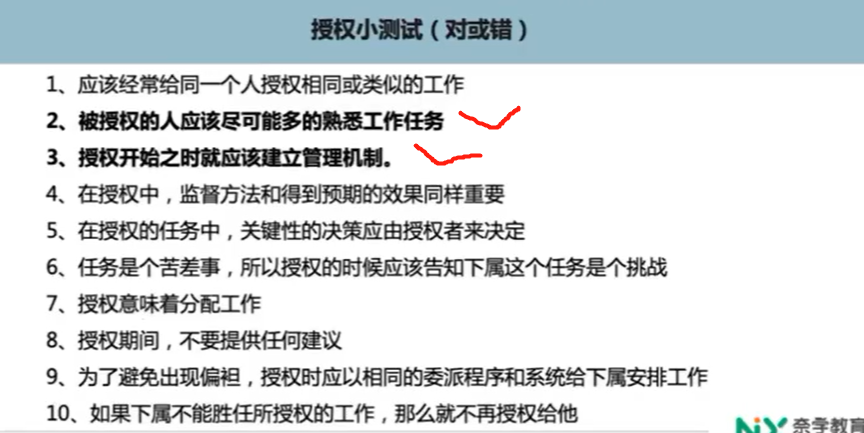 授权小测试（对或错）
1、应该经常给同一个人授权相同或类似的工作
2、被授权的人应该尽可能多的熟悉工作任务
3、授权开始之时就应该建立管理机制。
4、在授权中，监督方法和得到预期的效果同样重要
5、在授权的任务中，关键性的决策应由授权者来决定
6、任务是个苦差事，所以授权的时候应该告知下属这个任务是个挑战
7、授权意味着分配工作
8、授权期间，不要提供任何建议
9、为了避免出现偏袒，授权时应以相同的委派程序和系统给下属安排工作
10、如果下属不能胜任所授权的工作，那么就不再授权给他
奈学教育